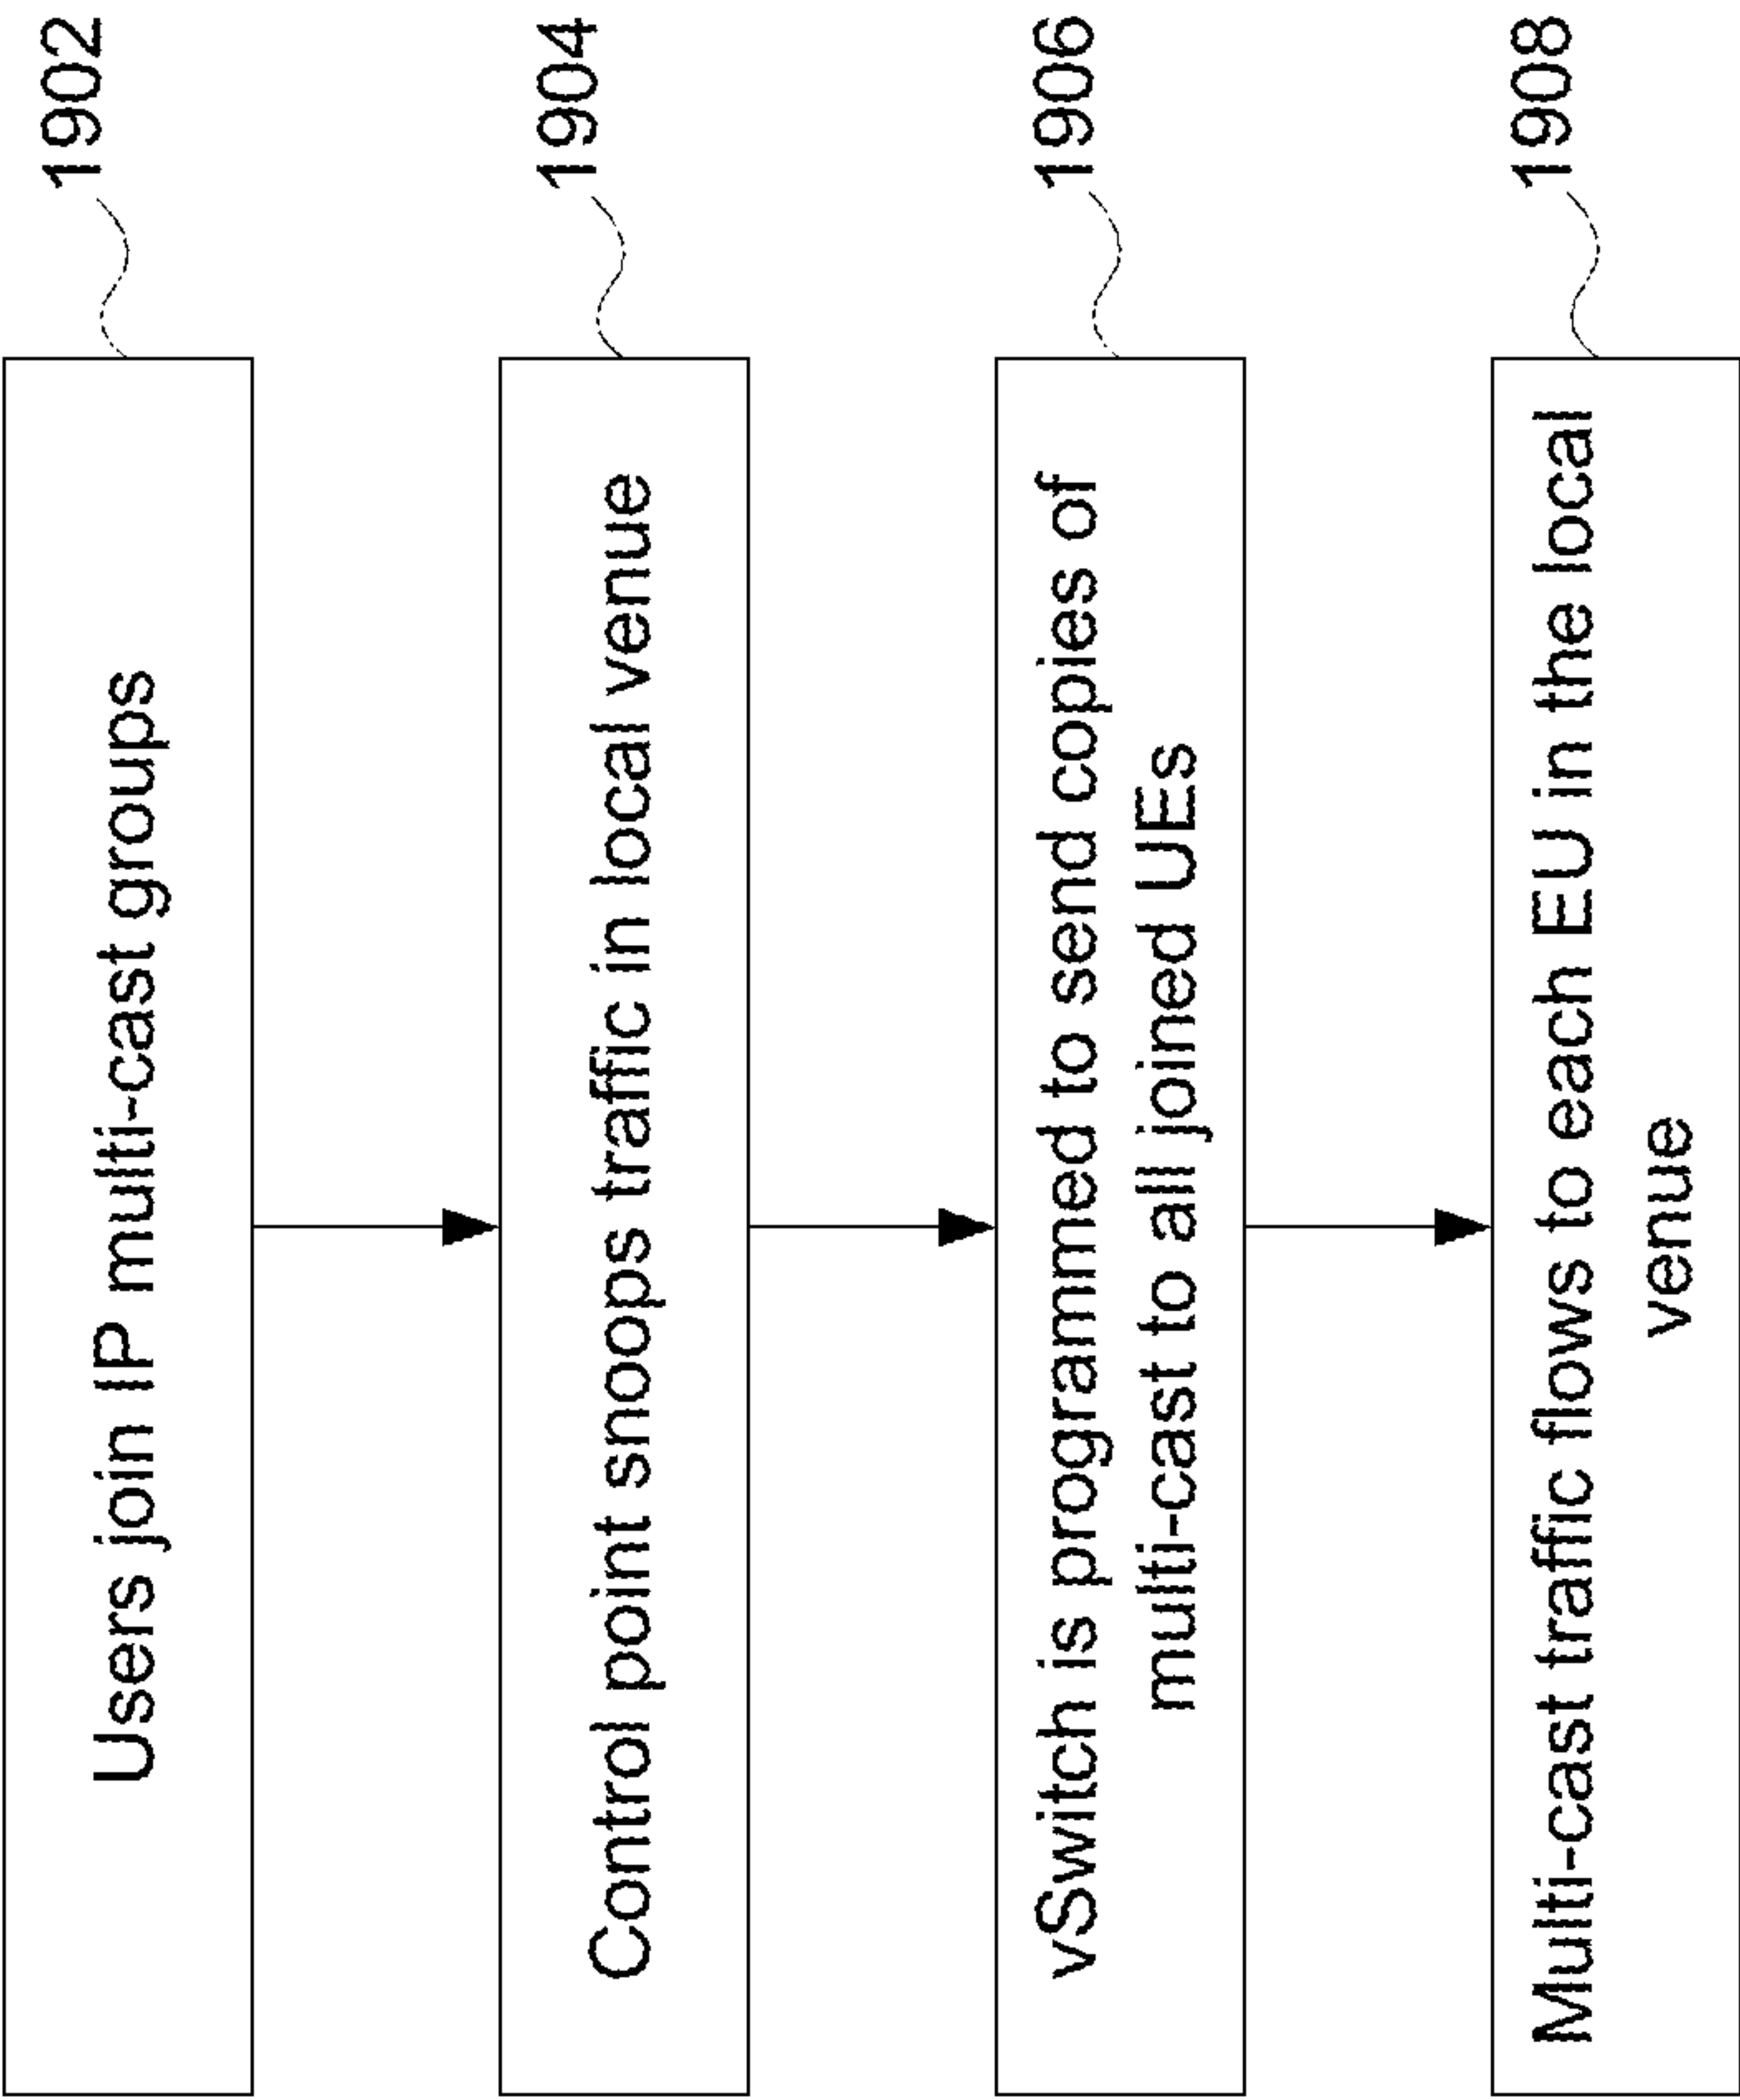 Users join IP multi-cast groups
1902
Control point snoops traffic in local venue
1904
vSwitch is programmed to send copies of
multi-cast to all joined UEs
1906
Multi-cast traffic flows to each EU in the local
venue
1908